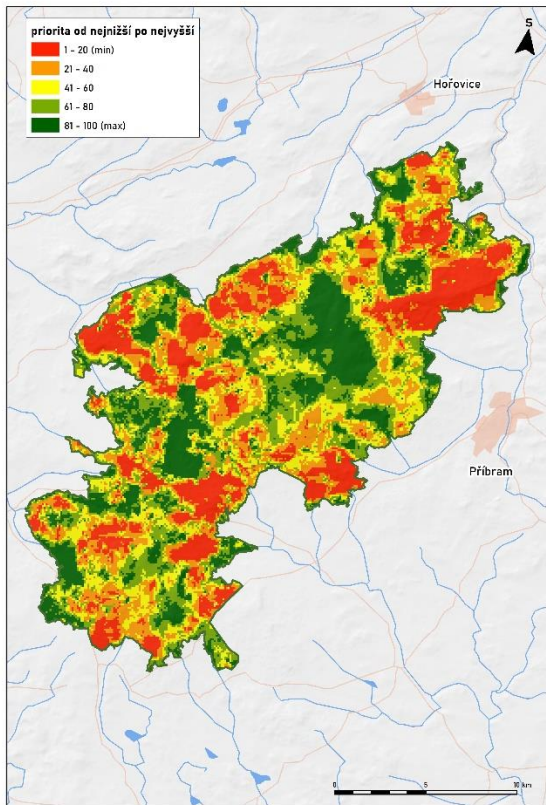 priorita od nejnižší po nejvyšší
1 - 20 (min)
21 - 40
41 - 60
61 - 80
81 - 100 (max)
S
Hořovice
Příbram
0 5 10 km